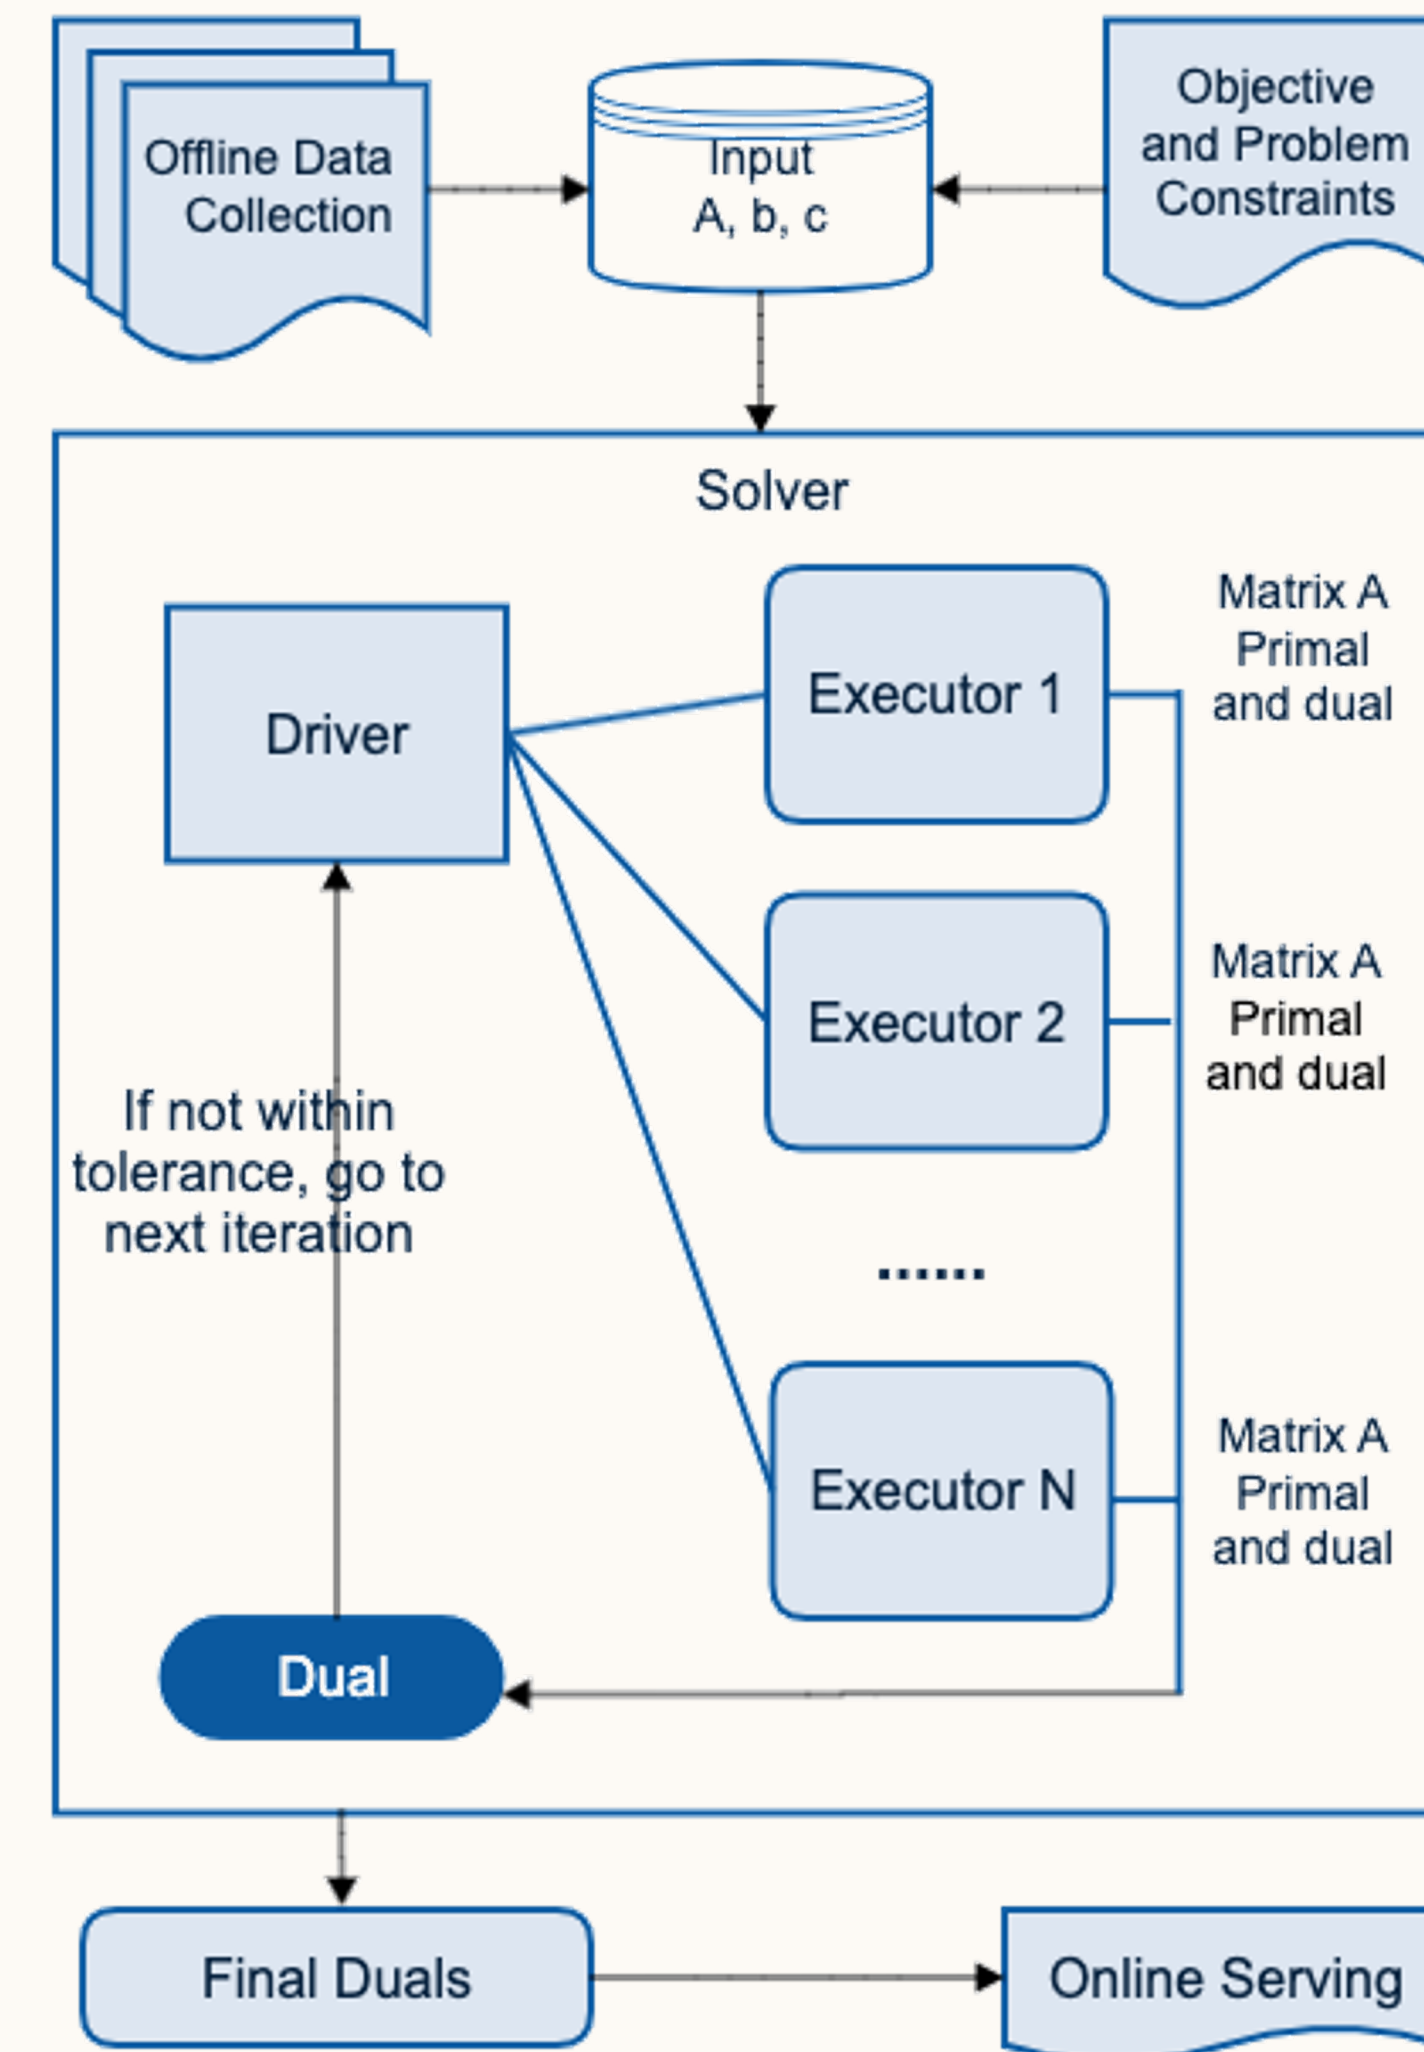 Offline Data
Collection
Input
A, b, c
Objective
and Problem
Constraints
Solver
Driver
Executor 1
Matrix A
Primal
and dual
Executor 2
Matrix A
Primal
and dual
If not within
tolerance, go to
next iteration
......
Executor N
Matrix A
Primal
and dual
Dual
Final Duals
Online Serving